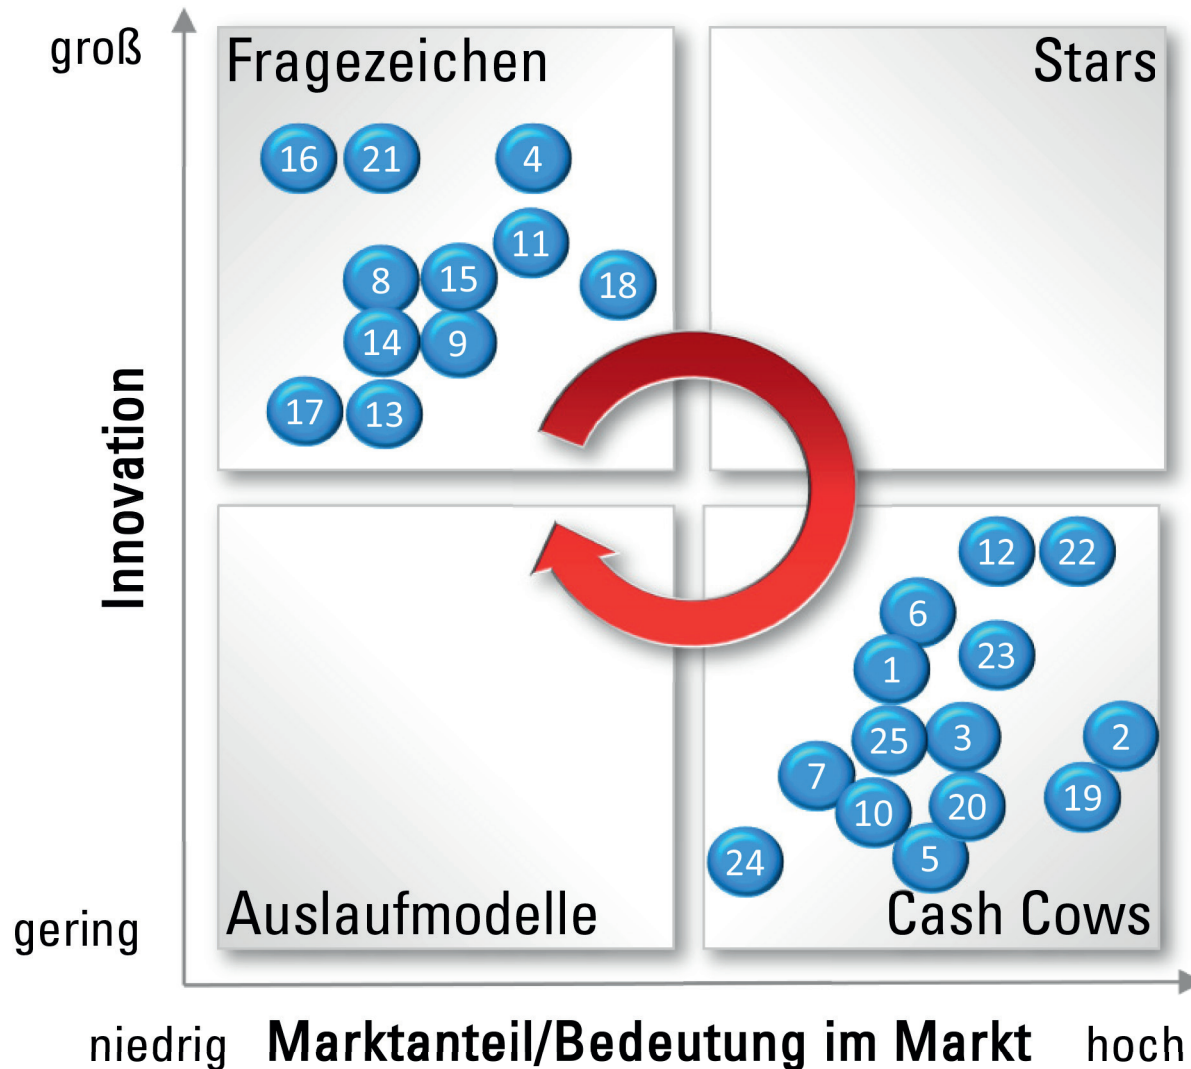 groß
Fragezeichen
Stars
16 21 4
11
8 15 18
14 9
17 13
Innovation
12 22
6
23
1
25 3 2
7
19
10 20
24 5
Auslaufmodelle
Cash Cows
gering
niedrig Marktanteil/Bedeutung im Markt hoch